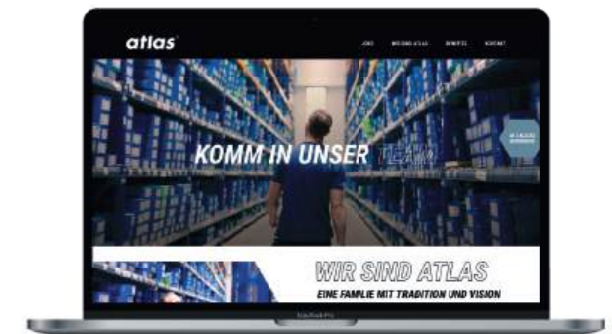 atlas
JOBS WIR SIND ATLAS BENEFITS KONTAKT
KOMM IN UNSER TEAM
WIR SIND ATLAS
EINE FAMLIE MIT TRADITION UND VISION